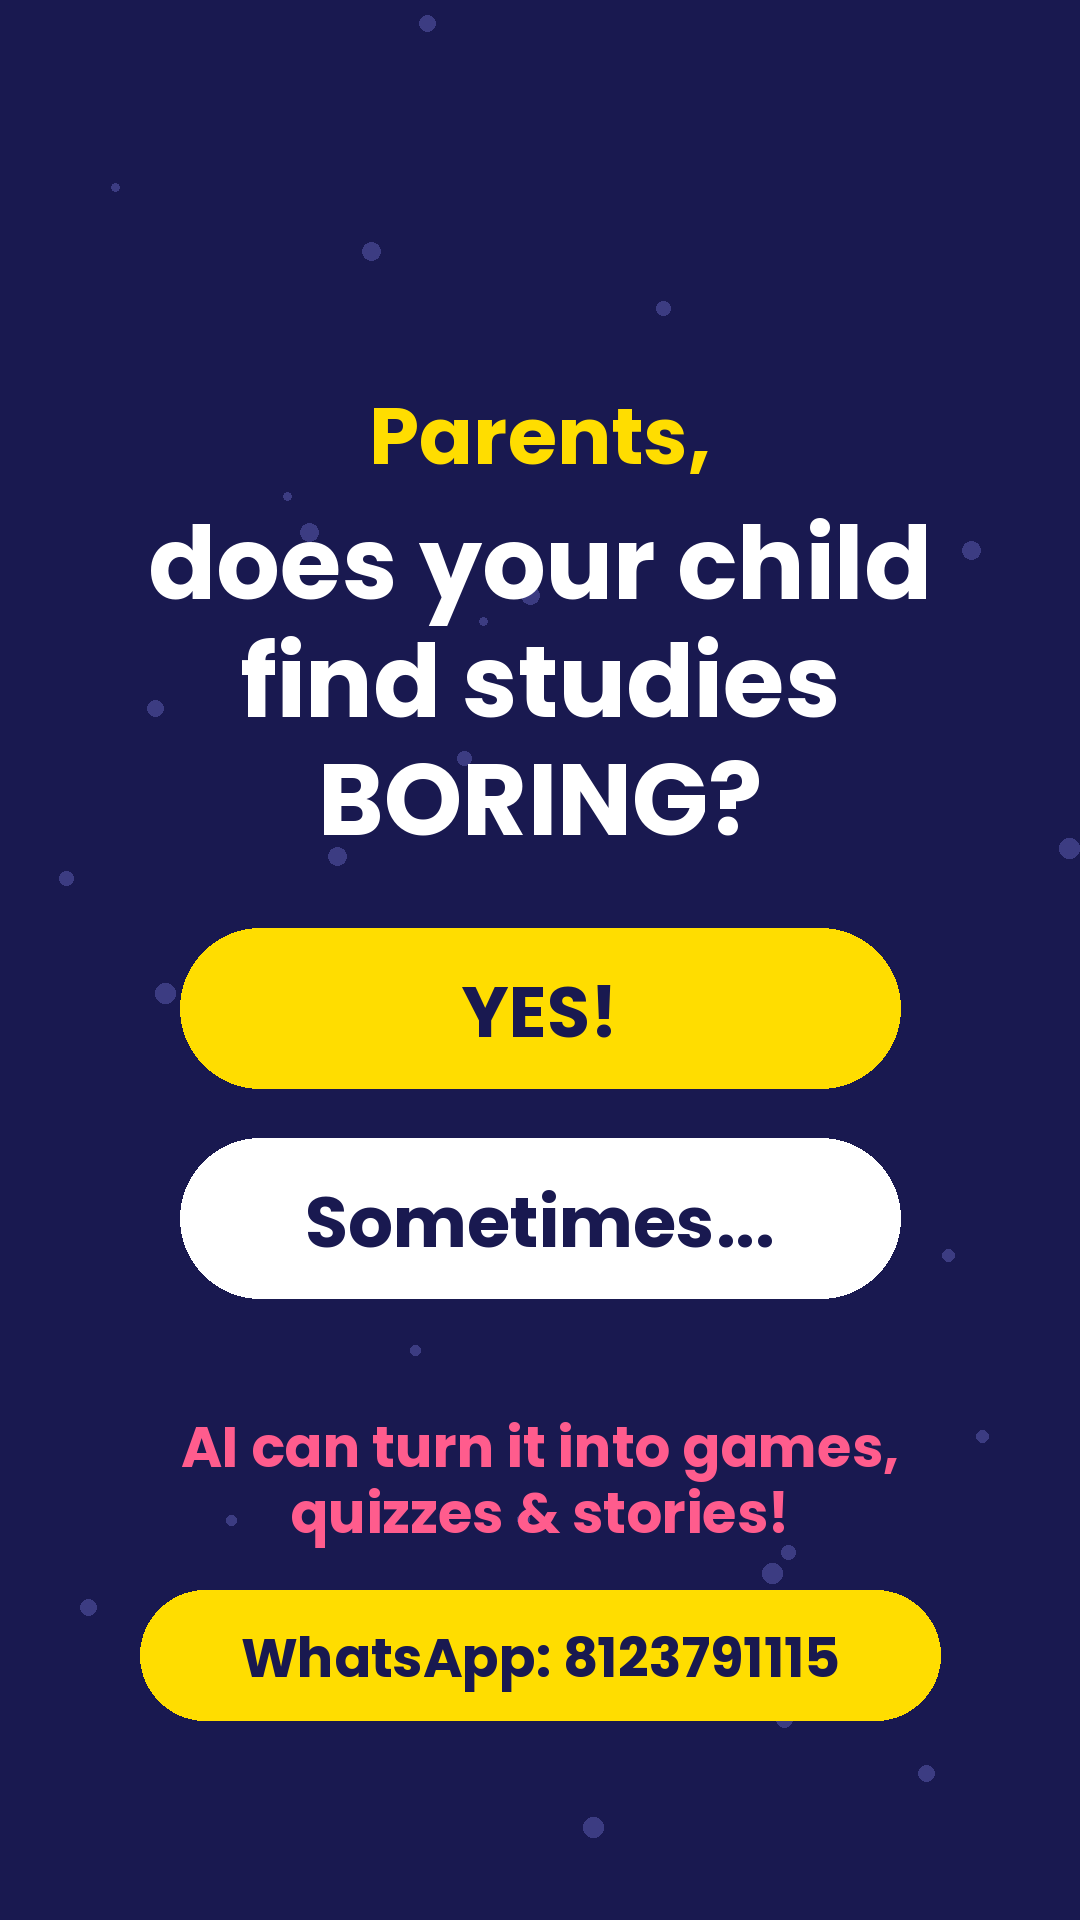 Parents,
does your child
find studies
BORING?
YES!
Sometimes...
AI can turn it into games,
quizzes & stories!
WhatsApp: 8123791115